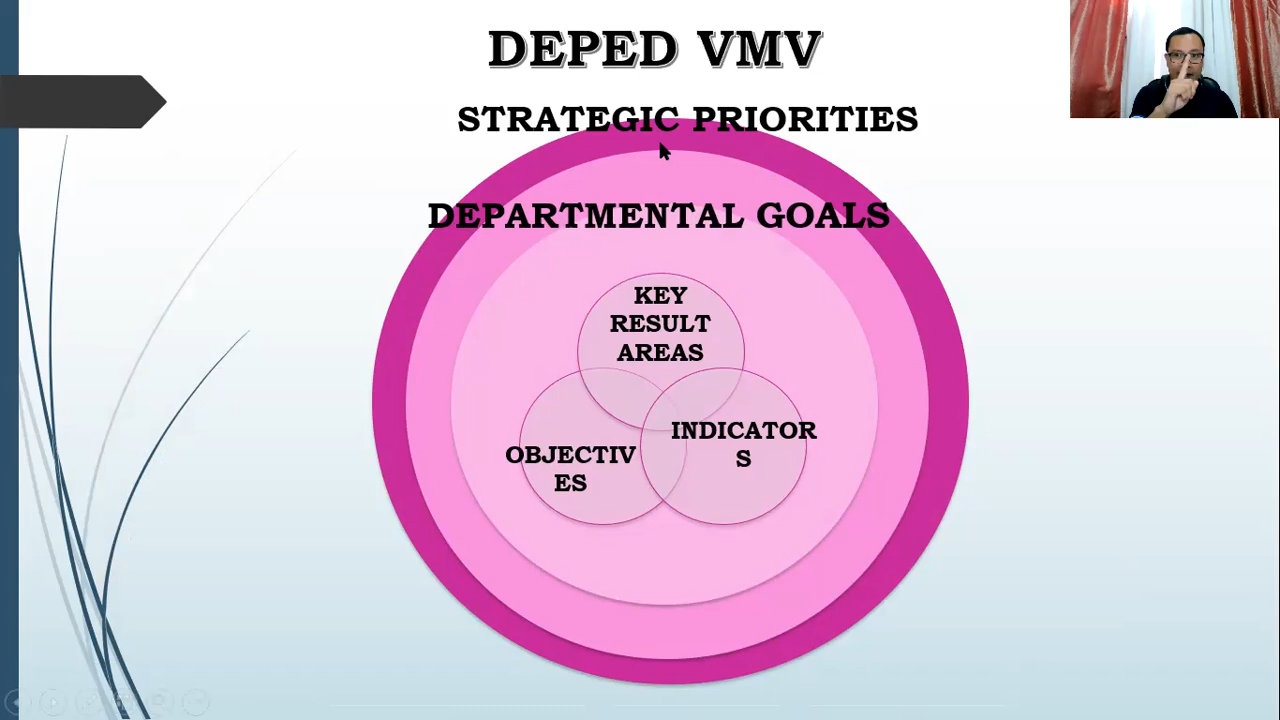 DEPED VMV
STRATEGIC PRIORITIES
DEPARTMENTAL GOALS
KEY
RESULT
AREAS
INDICATOR
S
OBJECTIV
ES